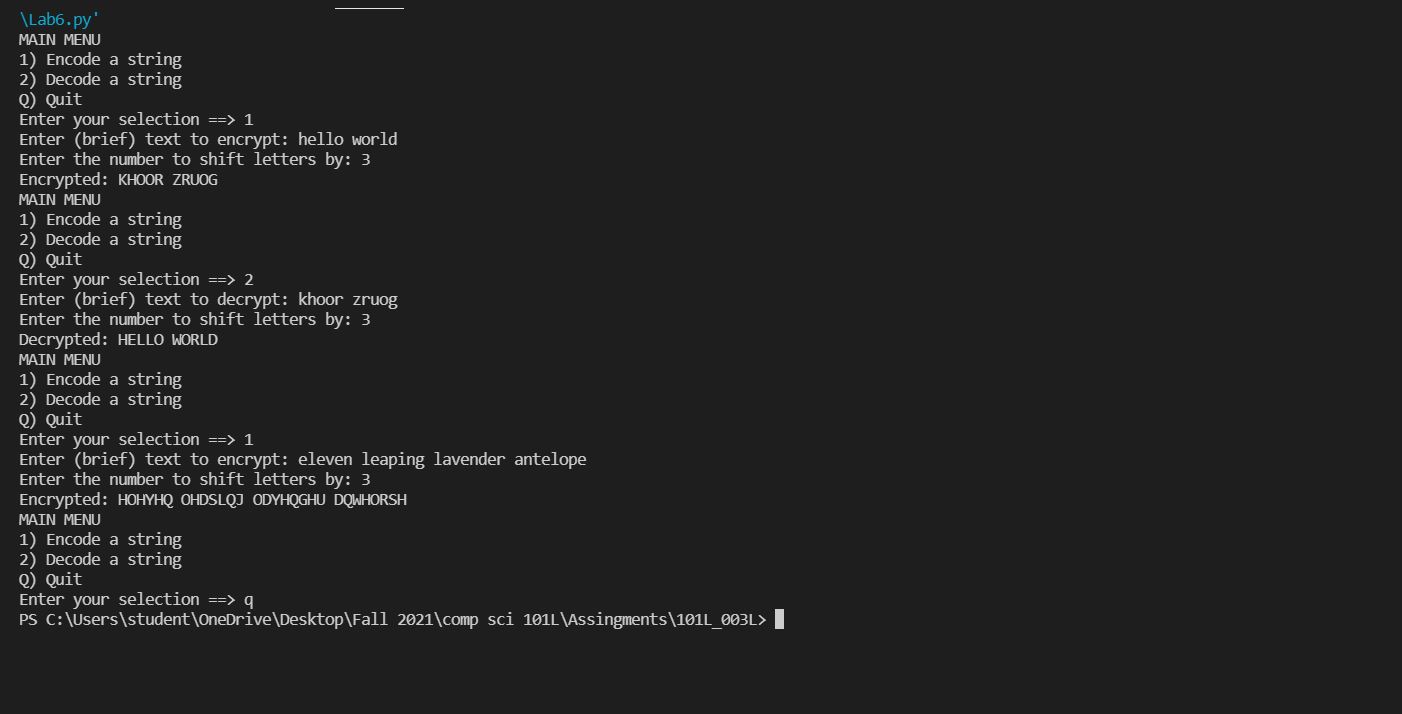 \Lab6.py'
MAIN MENU
1) Encode a string
2) Decode a string
Q) Quit
Enter your selection ==> 1
Enter (brief) text to encrypt: hello world
Enter the number to shift letters by: 3
Encrypted: KHOOR ZRUOG
MAIN MENU
1) Encode a string
2) Decode a string
Q) Quit
Enter your selection ==> 2
Enter (brief) text to decrypt: khoor zruog
Enter the number to shift letters by: 3
Decrypted: HELLO WORLD
MAIN MENU
1) Encode a string
2) Decode a string
Q) Quit
Enter your selection ==> 1
Enter (brief) text to encrypt: eleven leaping lavender antelope
Enter the number to shift letters by: 3
Encrypted: HOHYHQ OHDSLQJ ODYHQGHU DQWHORSH
MAIN MENU
1) Encode a string
2) Decode a string
Q) Quit
Enter your selection ==> q
PS C:\Users\student\OneDrive\Desktop\Fall 2021\comp sci 101L\Assingments\101L_003L>